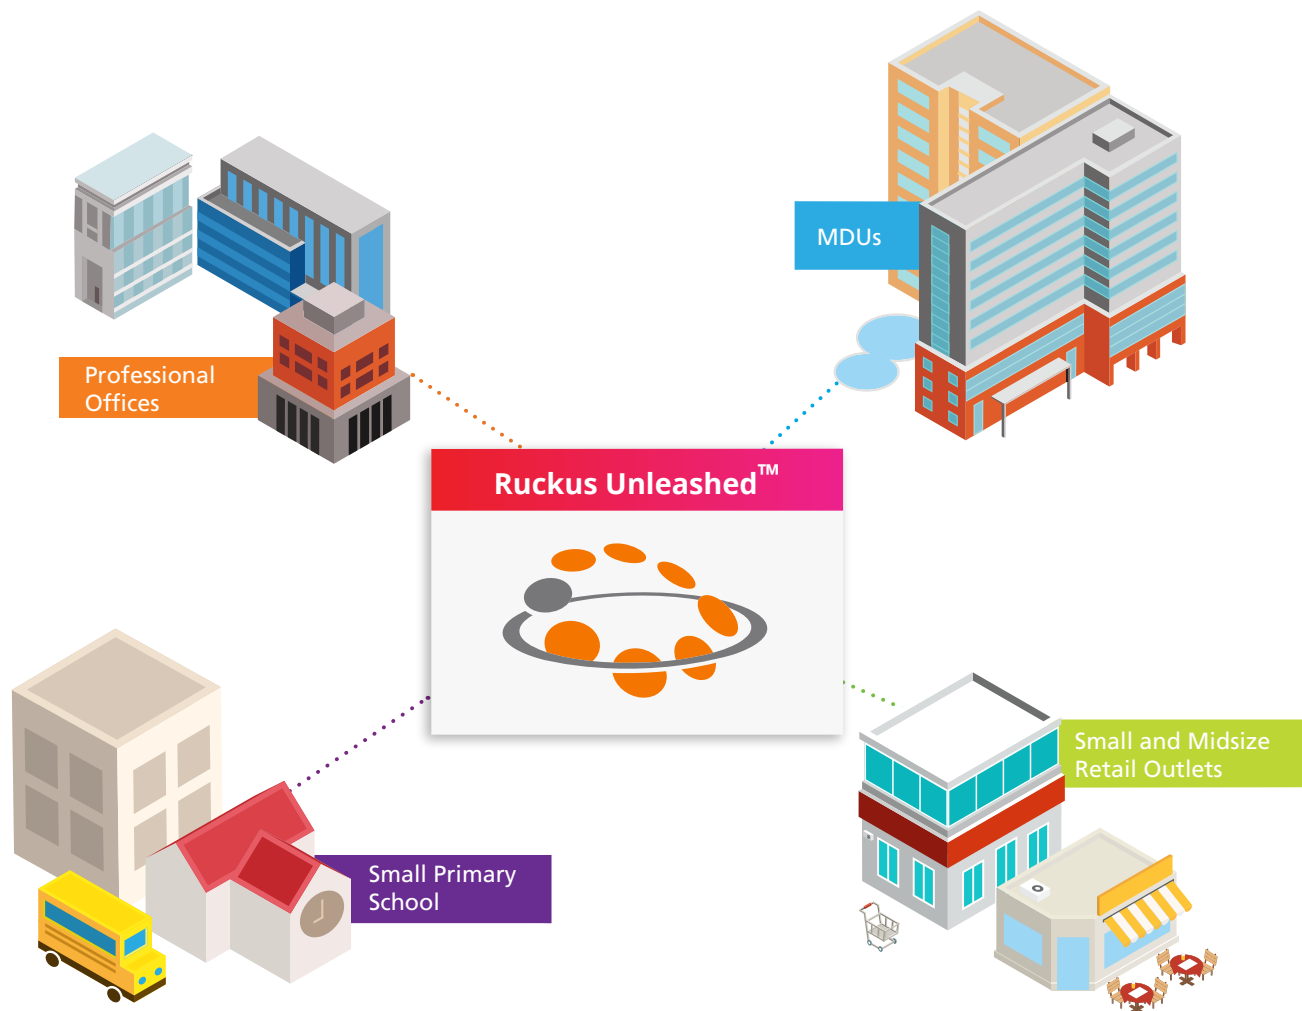 MDUs
Professional
Offices
Ruckus Unleashed™
Small and Midsize
Retail Outlets
Small Primary
School